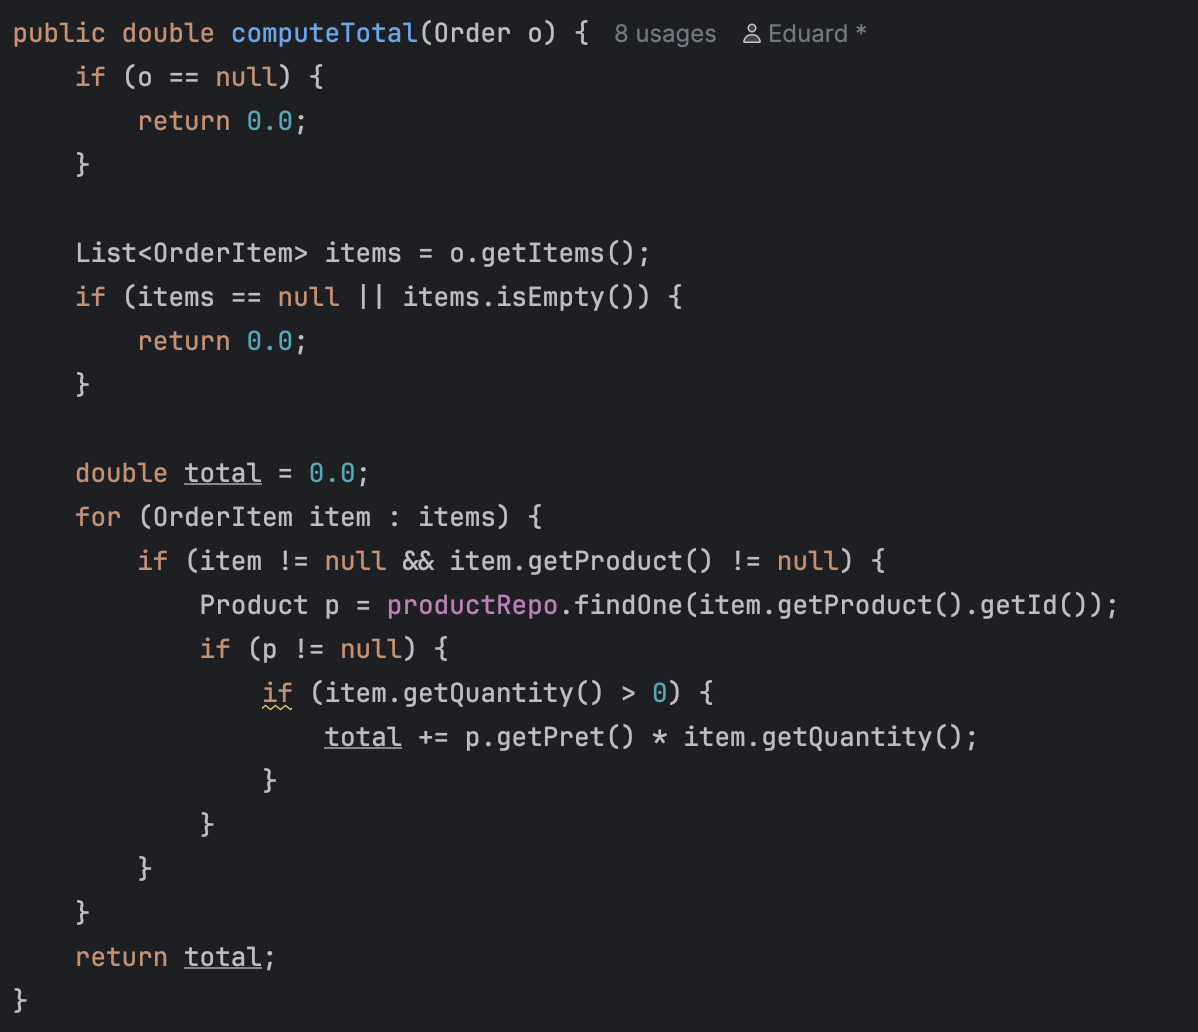 public double computeTotal(Order o) { 8 usages Eduard *
    if (o == null) {
        return 0.0;
    }

    List<OrderItem> items = o.getItems();
    if (items == null || items.isEmpty()) {
        return 0.0;
    }

    double total = 0.0;
    for (OrderItem item : items) {
        if (item != null && item.getProduct() != null) {
            Product p = productRepo.findOne(item.getProduct().getId());
            if (p != null) {
                if (item.getQuantity() > 0) {
                    total += p.getPret() * item.getQuantity();
                }
            }
        }
    }
    return total;
}